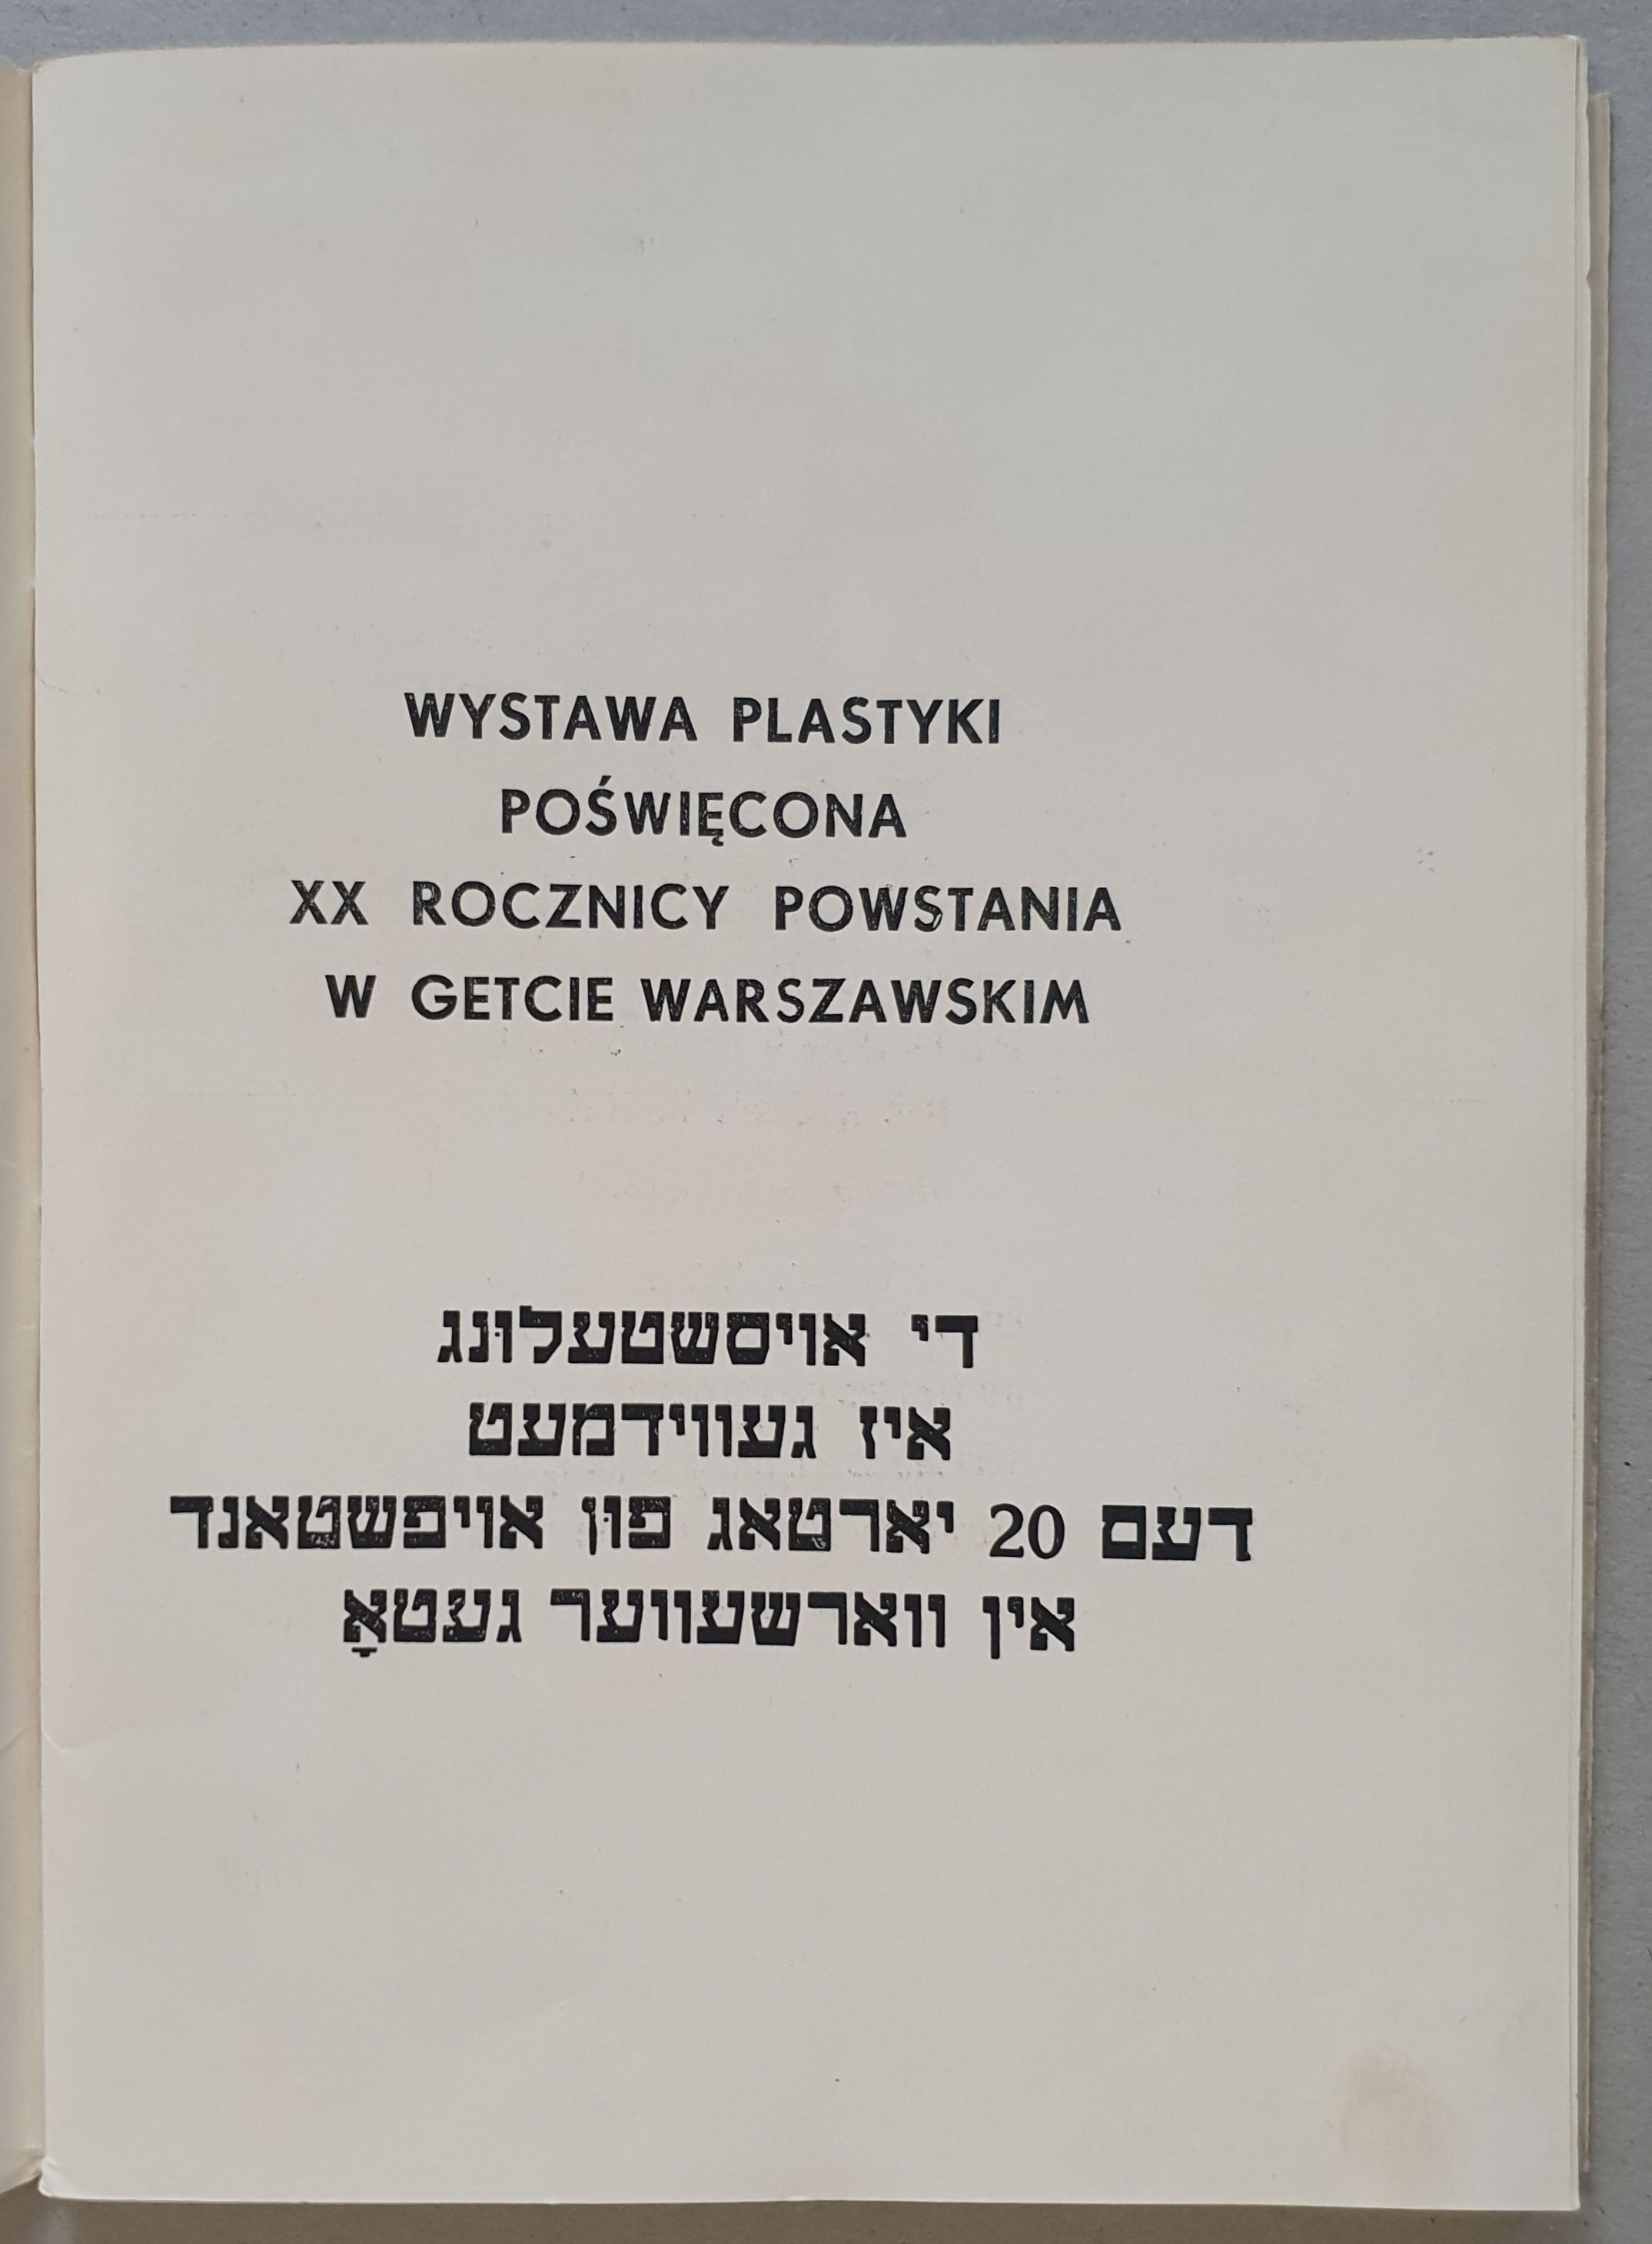 WYSTAWA PLASTYKI
POŚWIĘCONA
XX ROCZNICY POWSTANIA
W GETCIE WARSZAWSKIM
די אויסשטעלונג
איז געווידמעט
דעם 20 יארטאג פון אויפשטאנד
אין ווארשעווער געטאָ